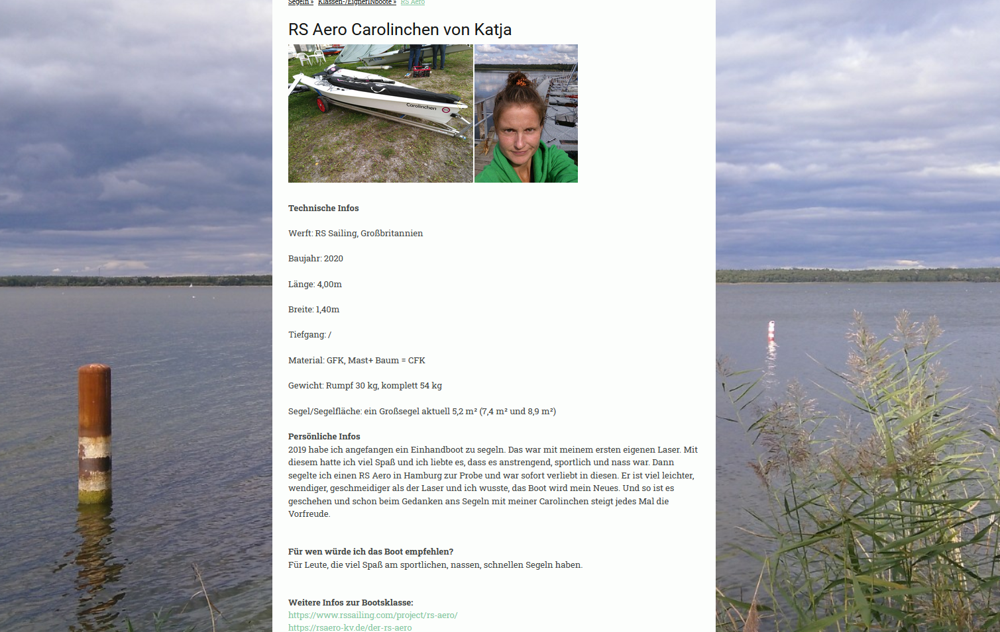 Segeln » Klassen-/EignerINboote » RS Aero
RS Aero Carolinchen von Katja
Carolinchen
Technische Infos
Werft: RS Sailing, Großbritannien
Baujahr: 2020
Länge: 4,00m
Breite: 1,40m
Tiefgang: /
Material: GFK, Mast+ Baum = CFK
Gewicht: Rumpf 30 kg, komplett 54 kg
Segel/Segelfläche: ein Großsegel aktuell 5,2 m² (7,4 m² und 8,9 m²)
Persönliche Infos
2019 habe ich angefangen ein Einhandboot zu segeln. Das war mit meinem ersten eigenen Laser. Mit
diesem hatte ich viel Spaß und ich liebte es, dass es anstrengend, sportlich und nass war. Dann
segelte ich einen RS Aero in Hamburg zur Probe und war sofort verliebt in diesen. Er ist viel leichter,
wendiger, geschmeidiger als der Laser und ich wusste, das Boot wird mein Neues. Und so ist es
geschehen und schon beim Gedanken ans Segeln mit meiner Carolinchen steigt jedes Mal die
Vorfreude.
Für wen würde ich das Boot empfehlen?
Für Leute, die viel Spaß am sportlichen, nassen, schnellen Segeln haben.
Weitere Infos zur Bootsklasse:
https://www.rssailing.com/project/rs-aero/
https://rsaero-kv.de/der-rs-aero